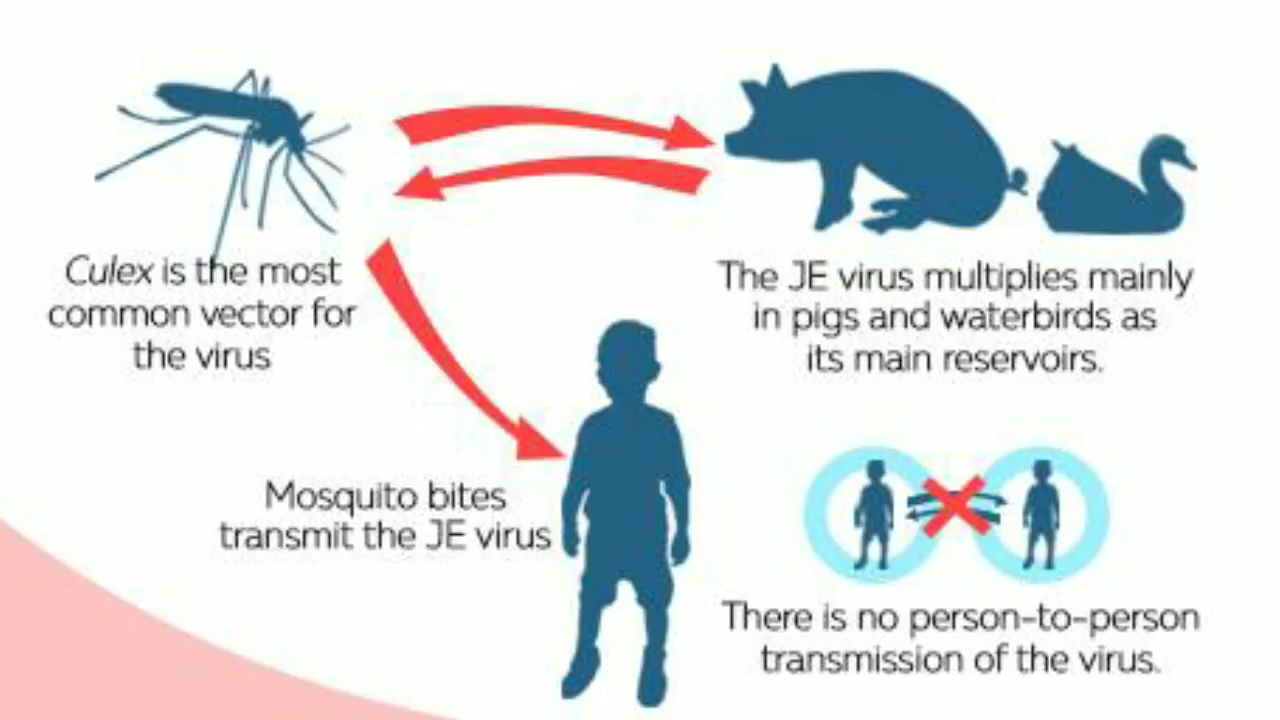 Culex is the most
common vector for
the virus
The JE virus multiplies mainly
in pigs and waterbirds as
its main reservoirs.
Mosquito bites
transmit the JE virus
There is no person-to-person
transmission of the virus.